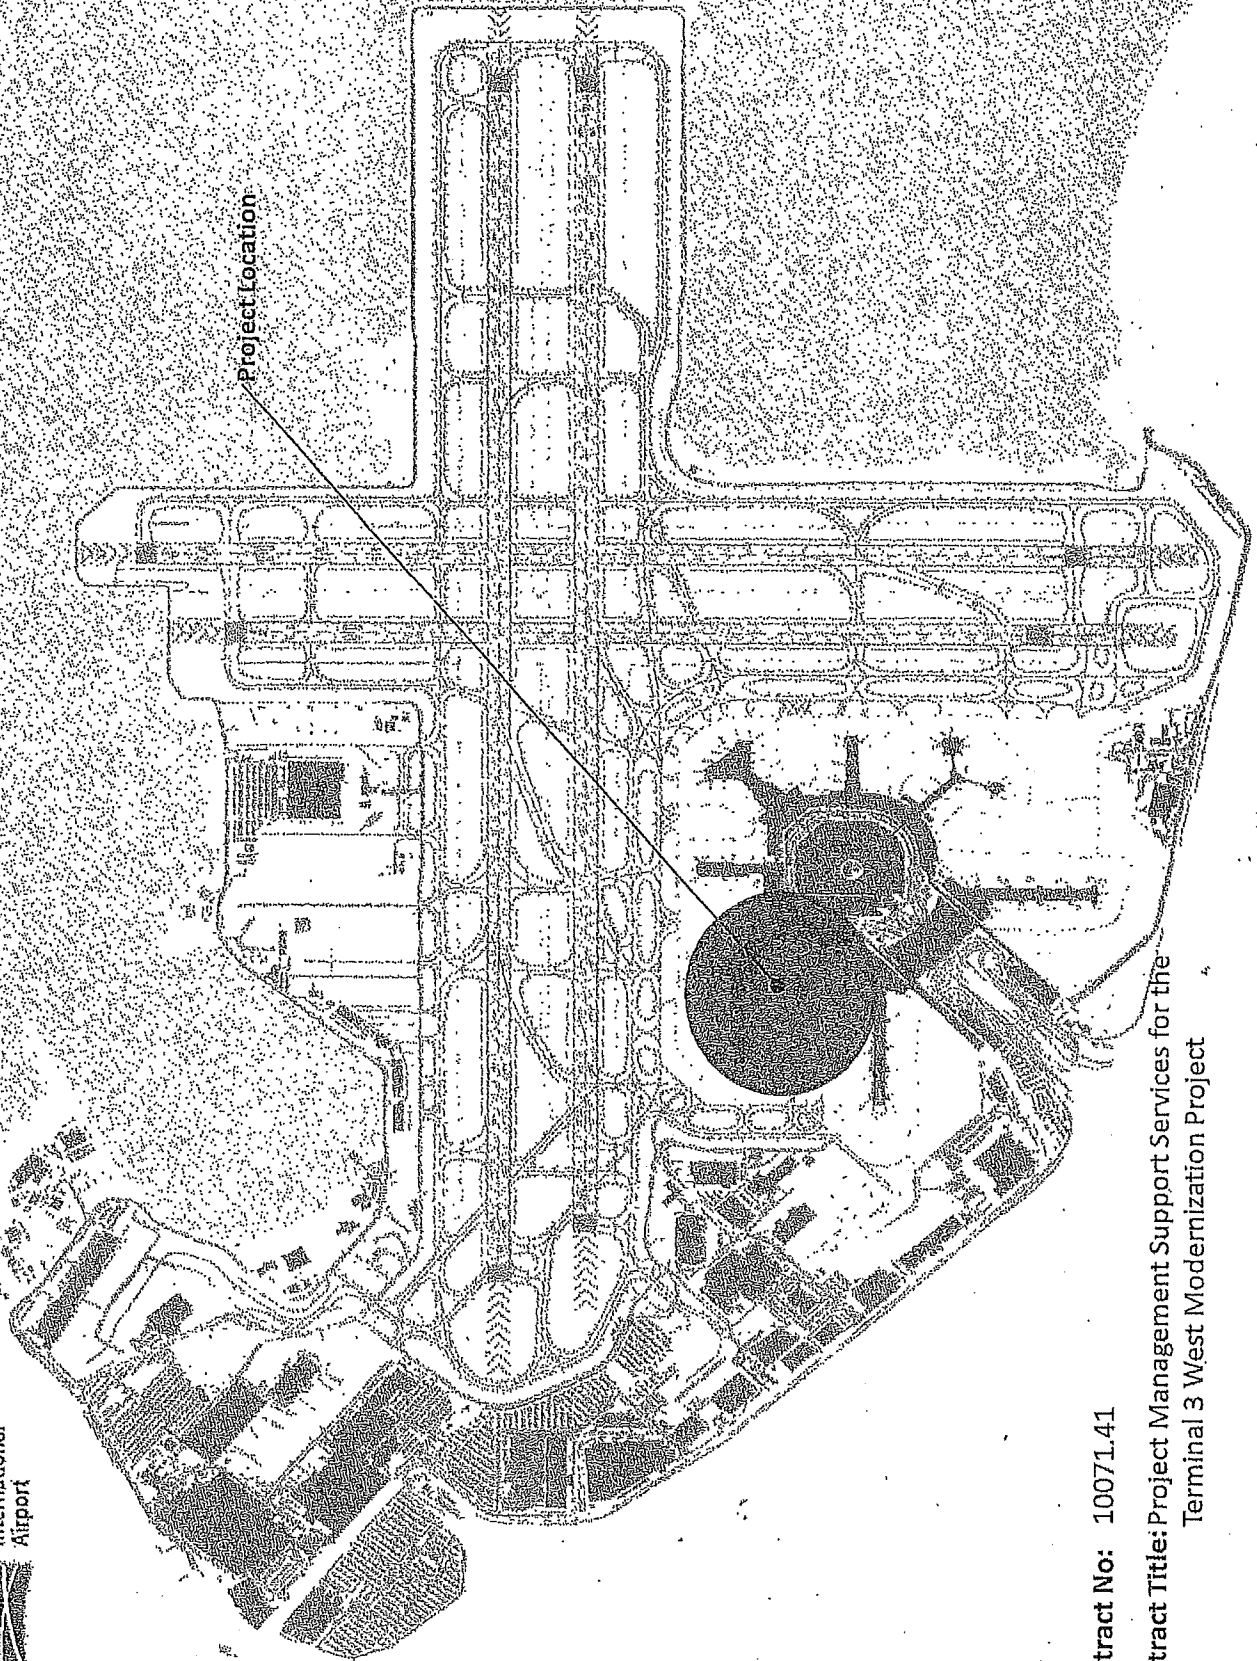 Airport
Project Location
tract No: 10071.41
tract Title: Project Management Support Services for the
Terminal 3 West Modernization Project